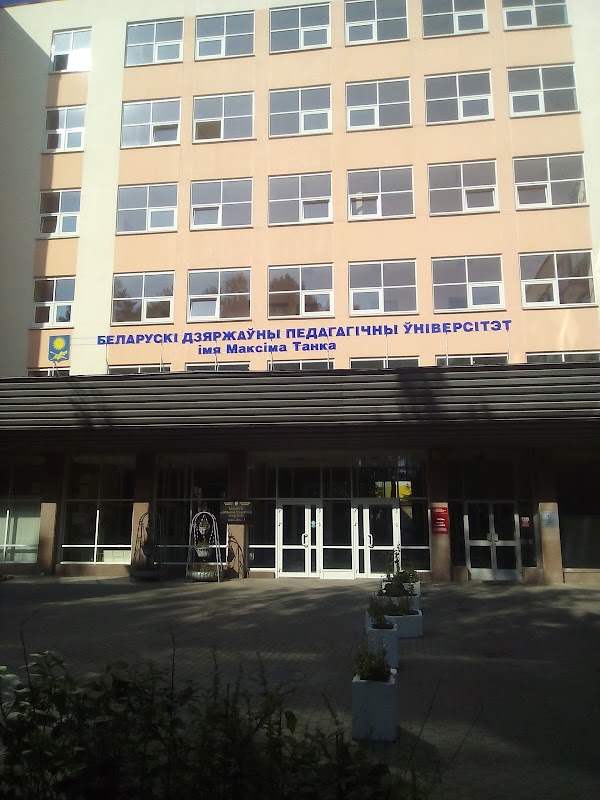 БЕЛАРУСКІ ДЗЯРЖАЎНЫ ПЕДАГАГІЧНЫ ЎНІВЕРСІТЭТ
імя Максіма Танка